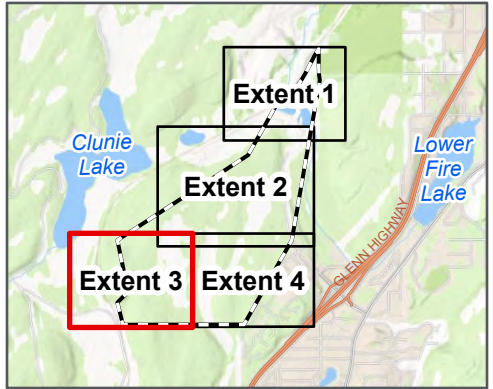 Extent 1
Clunie
Lake
Lower
Fire
Lake
Extent 2
GLENN HIGHWAY
Extent 3
Extent 4